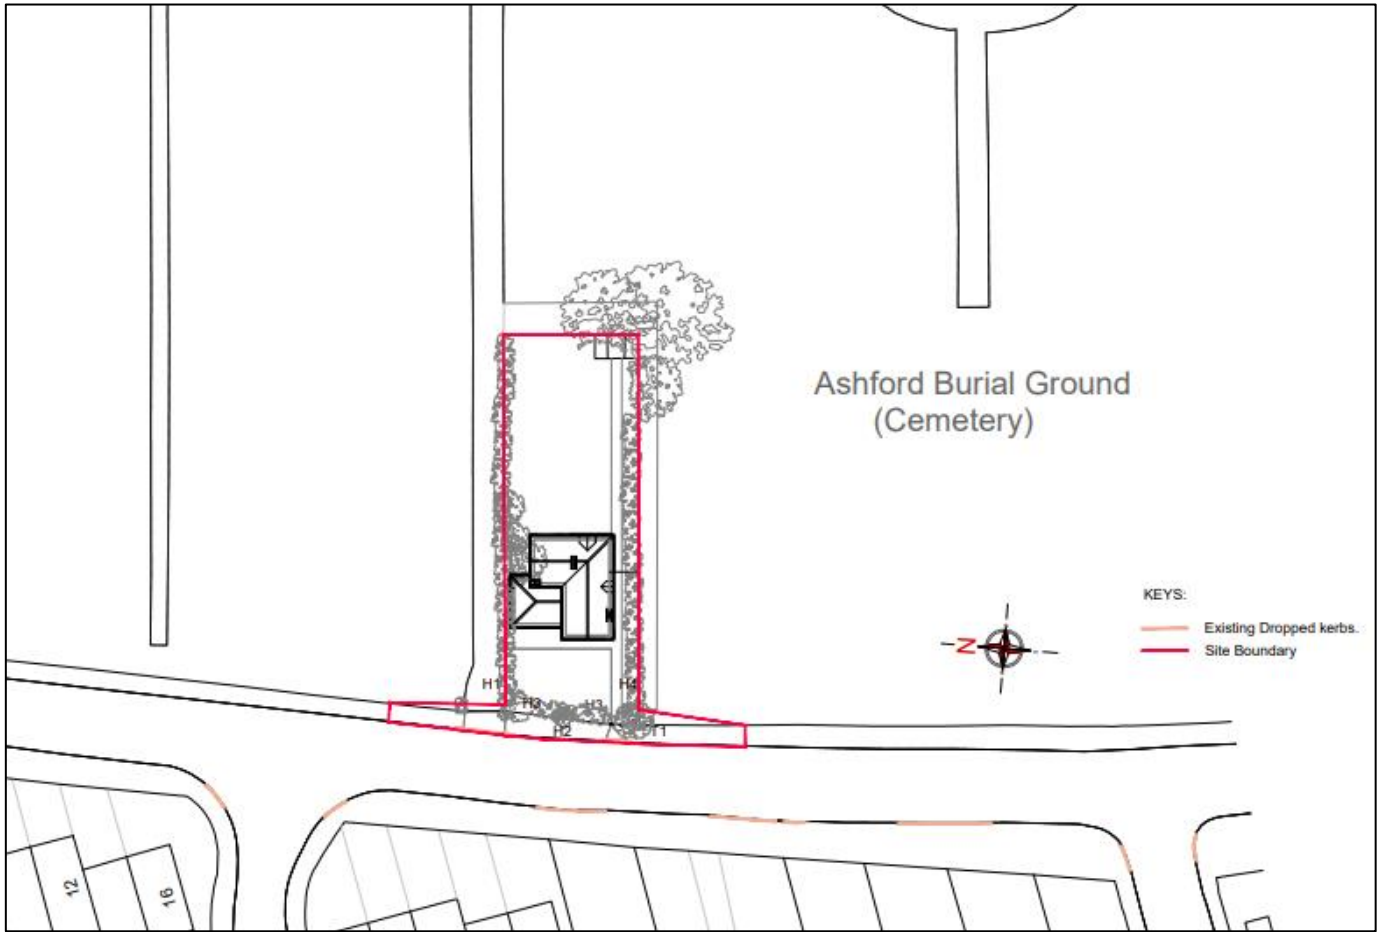 Ashford Burial Ground
(Cemetery)
KEYS:
N
Existing Dropped kerbs.
Site Boundary
H1
H4
H3
H3
H2
T1
12
16